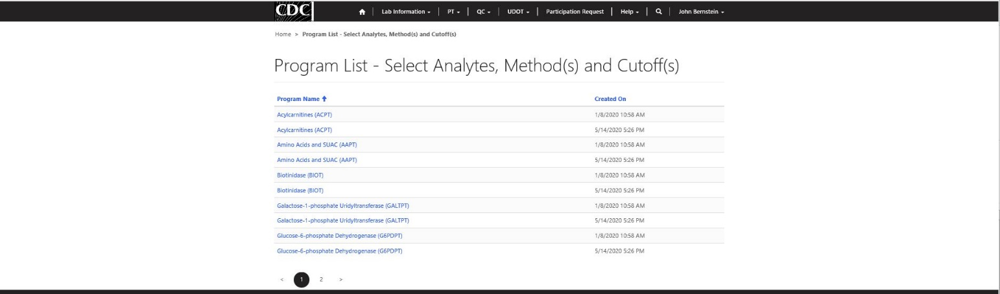 CDC Lab Information PT QC UDOT Participation Request Help John Bernstein
Home > Program List - Select Analytes, Method(s) and Cutoff(s)
Program List - Select Analytes, Method(s) and Cutoff(s)
Program Name Created On
Acylcarnitines (ACPT) 1/8/2020 10:58 AM
Acylcarnitines (ACPT) 5/14/2020 5:26 PM
Amino Acids and SUAC (AAPT) 1/8/2020 10:58 AM
Amino Acids and SUAC (AAPT) 5/14/2020 5:26 PM
Biotinidase (BIOT) 1/8/2020 10:58 AM
Biotinidase (BIOT) 5/14/2020 5:26 PM
Galactose-1-phosphate Uridyltransferase (GALTPT) 1/8/2020 10:58 AM
Galactose-1-phosphate Uridyltransferase (GALTPT) 5/14/2020 5:26 PM
Glucose-6-phosphate Dehydrogenase (G6PDPT) 1/8/2020 10:58 AM
Glucose-6-phosphate Dehydrogenase (G6PDPT) 5/14/2020 5:26 PM
< 1 2 >